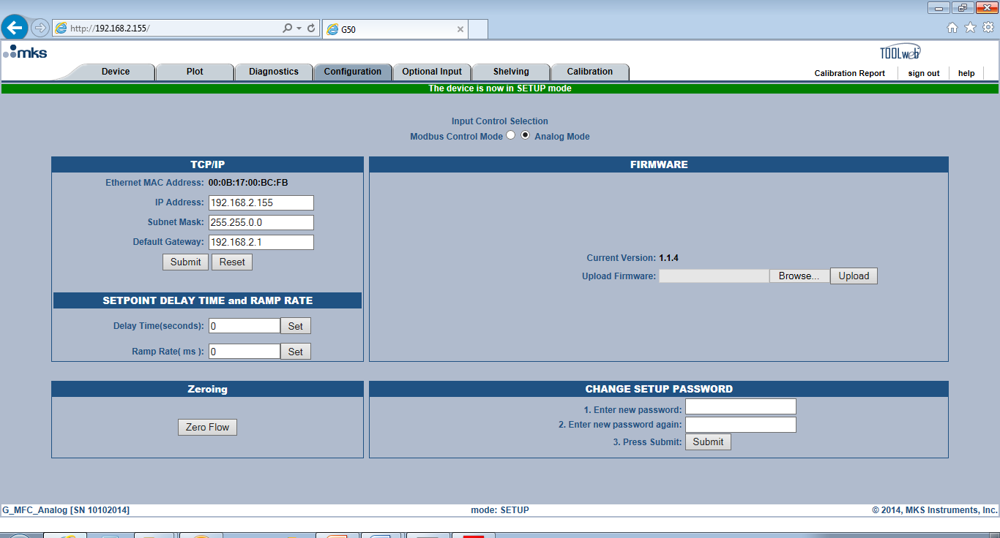 http://192.168.2.155/
G50
mks
TOOLweb
Device Plot Diagnostics Configuration Optional Input Shelving Calibration
Calibration Report sign out help
The device is now in SETUP mode
Input Control Selection
Modbus Control Mode Analog Mode
TCP/IP
Ethernet MAC Address: 00:0B:17:00:BC:FB
IP Address: 192.168.2.155
Subnet Mask: 255.255.0.0
Default Gateway: 192.168.2.1
Submit Reset
SETPOINT DELAY TIME and RAMP RATE
Delay Time(seconds): 0 Set
Ramp Rate( ms ): 0 Set
FIRMWARE
Current Version: 1.1.4
Upload Firmware: Browse... Upload
Zeroing
Zero Flow
CHANGE SETUP PASSWORD
1. Enter new password:
2. Enter new password again:
3. Press Submit: Submit
G_MFC_Analog [SN 10102014] mode: SETUP © 2014, MKS Instruments, Inc.